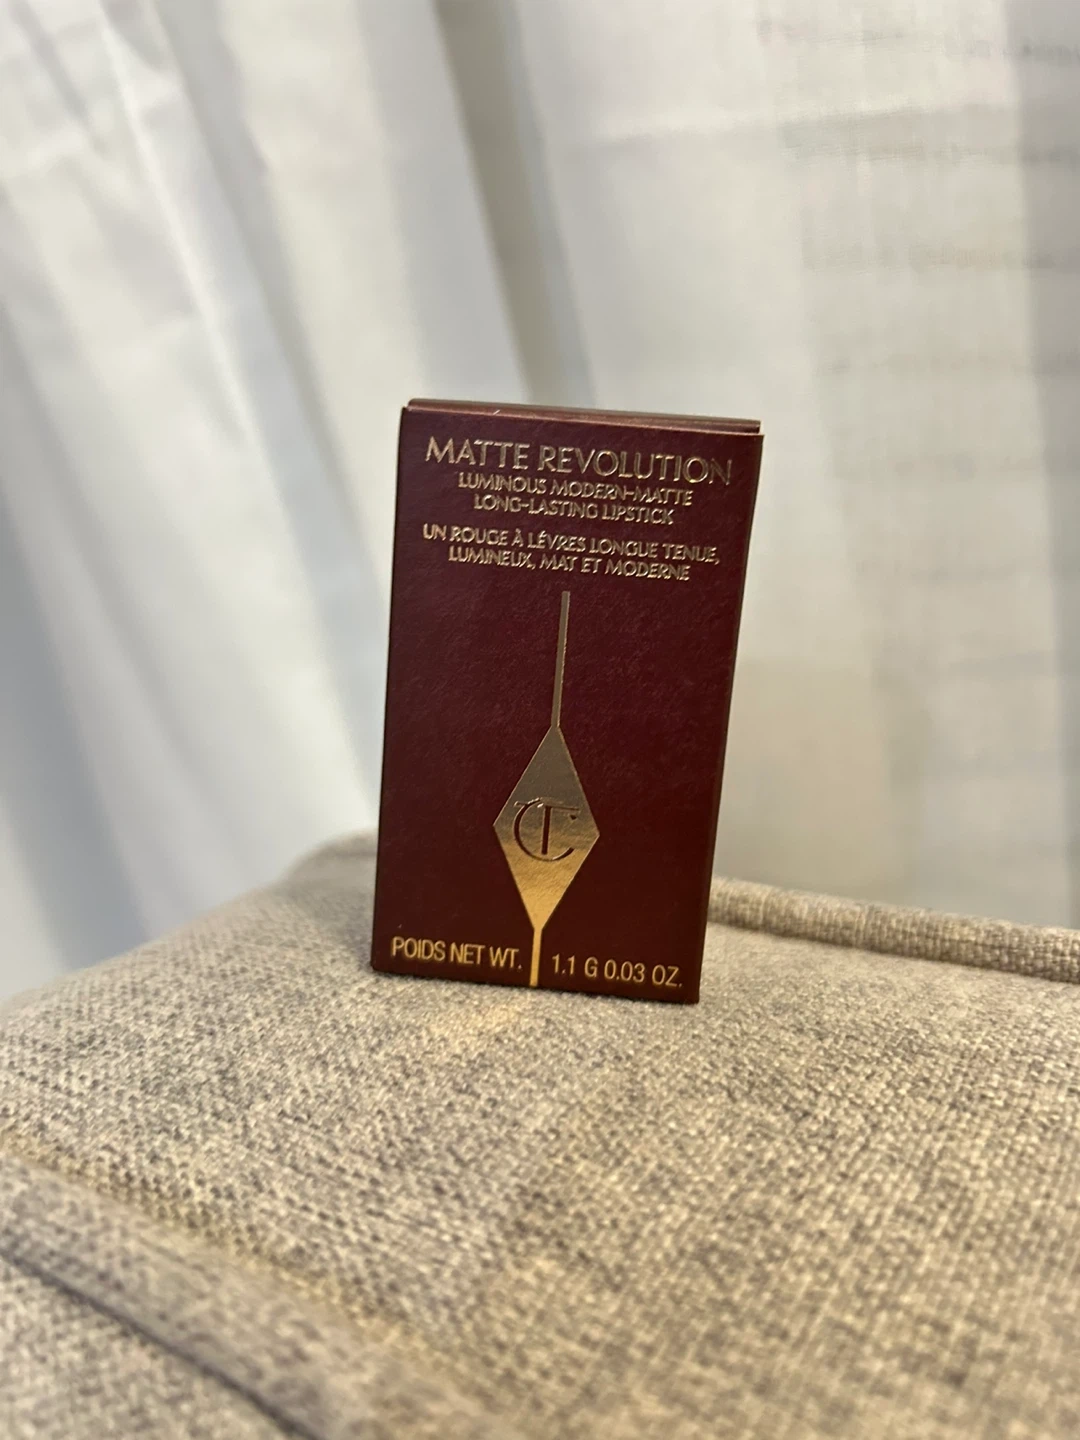 MATTE REVOLUTION
LUMINOUS MODERN-MATTE
LONG-LASTING LIPSTICK
UN ROUGE À LÉVRES LONGUE TENUE,
LUMINEUX, MAT ET MODERNE
CT
POIDS NET WT. 1.1 G 0.03 OZ.